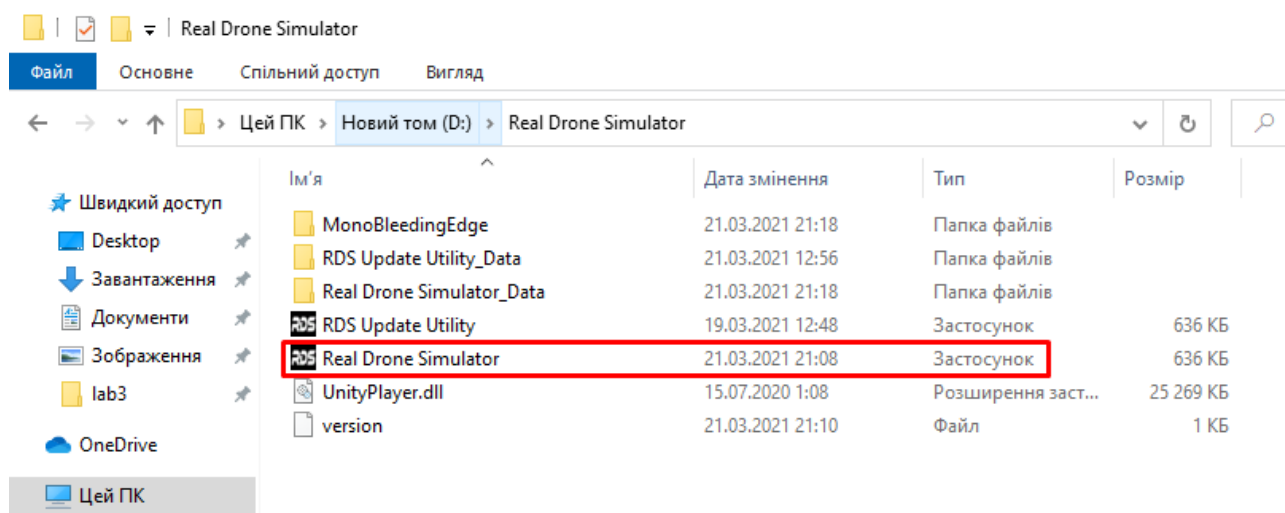 Real Drone Simulator
Файл Основне Спільний доступ Вигляд
Цей ПК > Новий том (D:) > Real Drone Simulator
Ім'я Дата змінення Тип Розмір
Швидкий доступ
Desktop
Завантаження
Документи
Зображення
lab3
OneDrive
Цей ПК
MonoBleedingEdge 21.03.2021 21:18 Папка файлів
RDS Update Utility_Data 21.03.2021 12:56 Папка файлів
Real Drone Simulator_Data 21.03.2021 21:18 Папка файлів
RDS RDS Update Utility 19.03.2021 12:48 Застосунок 636 КБ
RDS Real Drone Simulator 21.03.2021 21:08 Застосунок 636 КБ
UnityPlayer.dll 15.07.2020 1:08 Розширення заст... 25 269 КБ
version 21.03.2021 21:10 Файл 1 КБ